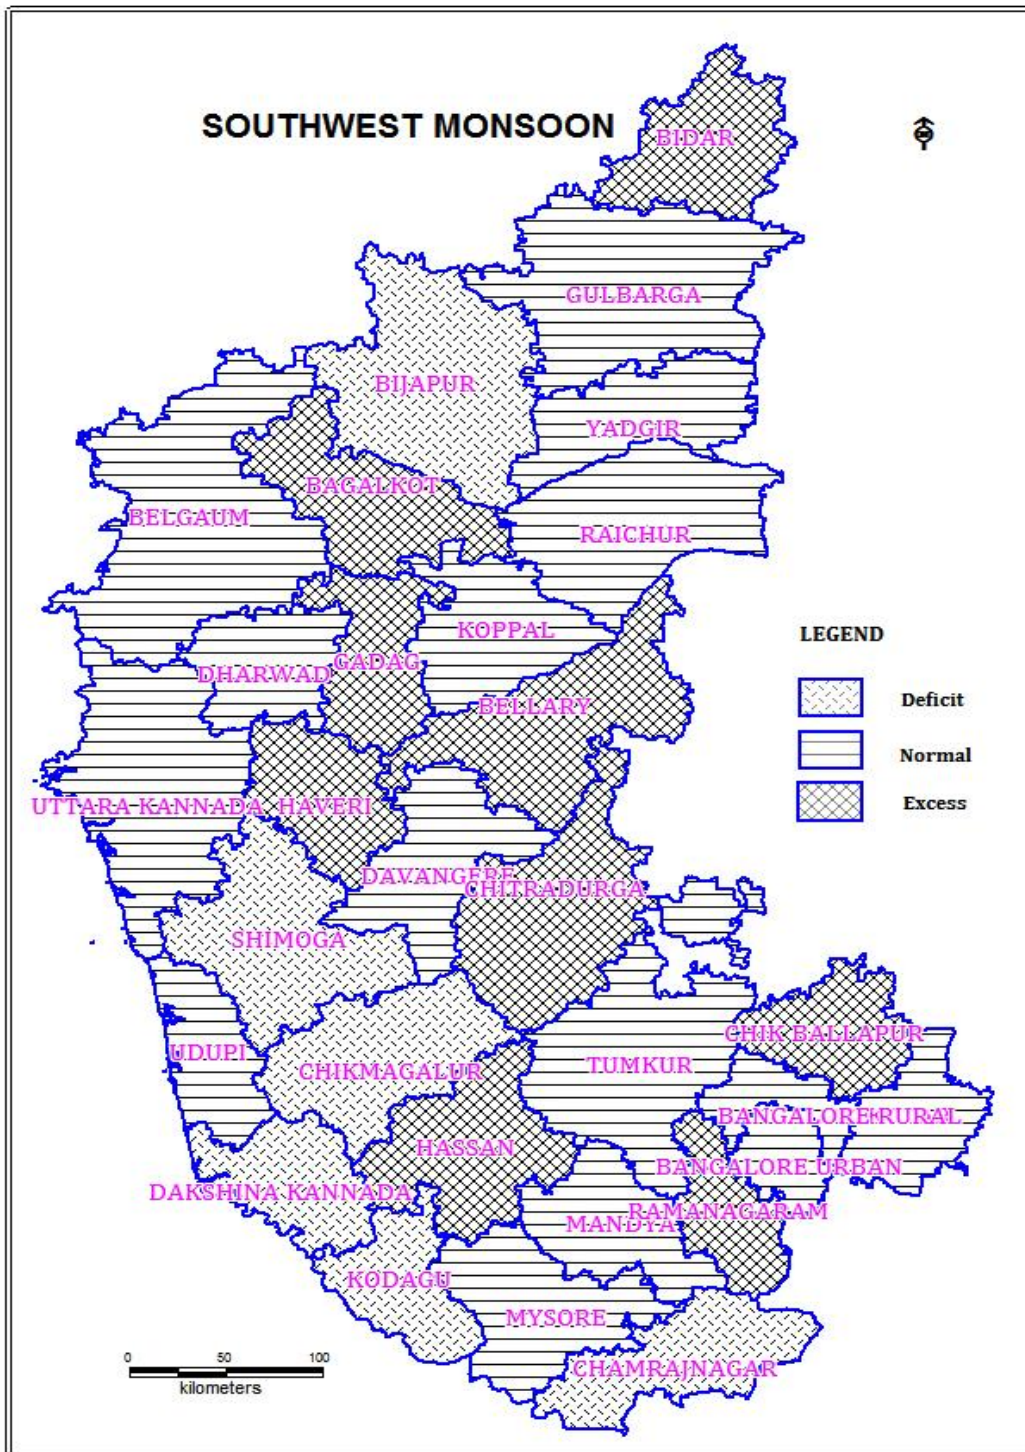 SOUTHWEST MONSOON
BIDAR
GULBARGA
BIJAPUR
YADGIR
BAGALKOT
BELGAUM
RAICHUR
KOPPAL
LEGEND
GADAG
DHARWAD
Deficit
BELLARY
Normal
Excess
UTTARA KANNADA
HAVERI
DAVANGERE
CHITRADURGA
SHIMOGA
CHIK BALLAPUR
UDUPI
TUMKUR
CHIKMAGALUR
BANGALORE RURAL
HASSAN
BANGALORE URBAN
DAKSHINA KANNADA
RAMANAGARAM
MANDYA
KODAGU
MYSORE
CHAMRAJNAGAR
0 50 100
kilometers